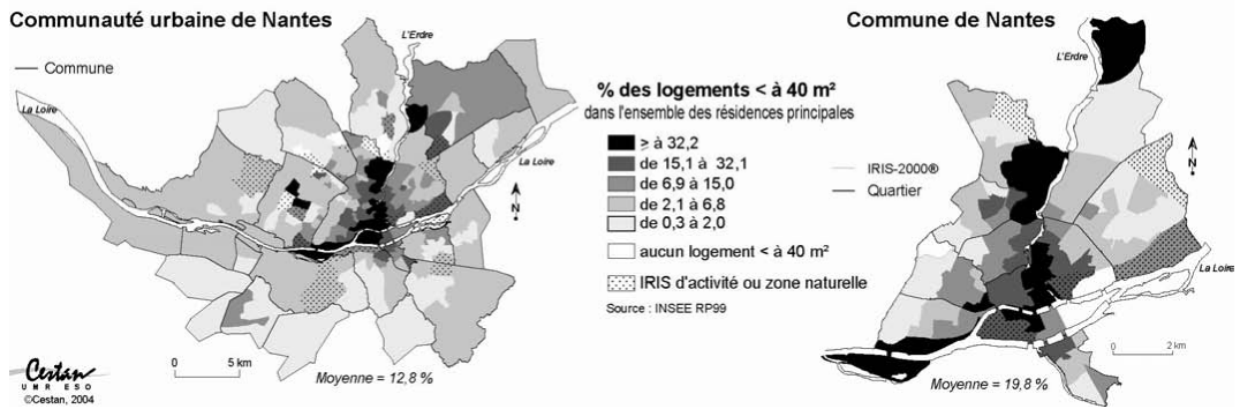 Communauté urbaine de Nantes
L'Erdre
Commune
La Loire
La Loire
N
0 5 km
Moyenne = 12,8 %
Cestan
UMR ESO
©Cestan, 2004
% des logements < à 40 m²
dans l'ensemble des résidences principales
≥ à 32,2
de 15,1 à 32,1
de 6,9 à 15,0
de 2,1 à 6,8
de 0,3 à 2,0
aucun logement < à 40 m²
IRIS d'activité ou zone naturelle
Source : INSEE RP99
Commune de Nantes
L'Erdre
N
IRIS-2000®
Quartier
La Loire
0 2 km
Moyenne = 19,8 %